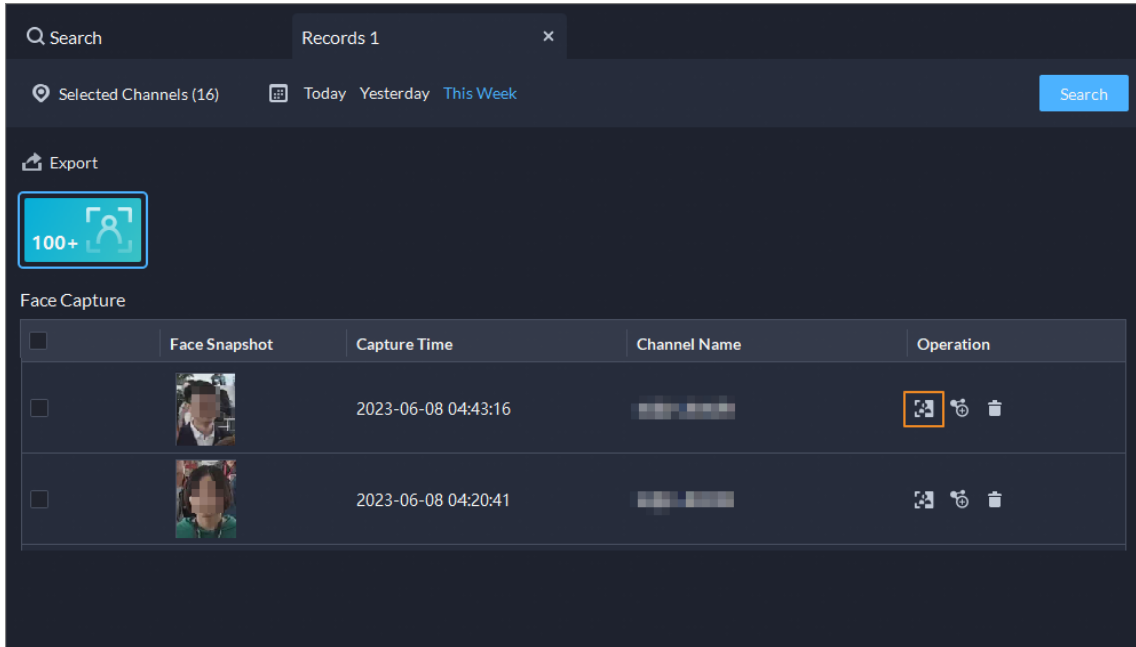 Search
Records 1
Selected Channels (16) Today Yesterday This Week Search
Export
100+
Face Capture
Face Snapshot Capture Time Channel Name Operation
2023-06-08 04:43:16
2023-06-08 04:20:41